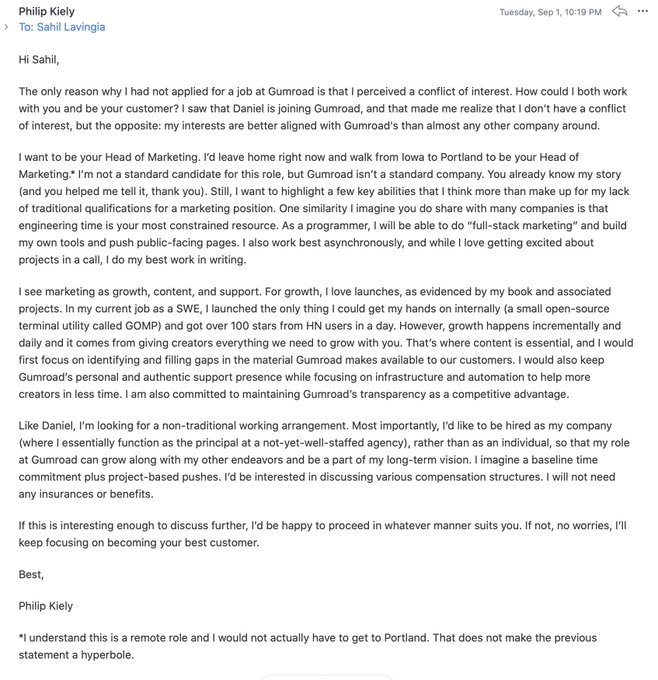 Philip Kiely
Tuesday, Sep 1, 10:19 PM
To: Sahil Lavingia
Hi Sahil,
The only reason why I had not applied for a job at Gumroad is that I perceived a conflict of interest. How could I both work
with you and be your customer? I saw that Daniel is joining Gumroad, and that made me realize that I don't have a conflict
of interest, but the opposite: my interests are better aligned with Gumroad's than almost any other company around.
I want to be your Head of Marketing. I'd leave home right now and walk from Iowa to Portland to be your Head of
Marketing.* I'm not a standard candidate for this role, but Gumroad isn't a standard company. You already know my story
(and you helped me tell it, thank you). Still, I want to highlight a few key abilities that I think more than make up for my lack
of traditional qualifications for a marketing position. One similarity I imagine you do share with many companies is that
engineering time is your most constrained resource. As a programmer, I will be able to do “full-stack marketing” and build
my own tools and push public-facing pages. I also work best asynchronously, and while I love getting excited about
projects in a call, I do my best work in writing.
I see marketing as growth, content, and support. For growth, I love launches, as evidenced by my book and associated
projects. In my current job as a SWE, I launched the only thing I could get my hands on internally (a small open-source
terminal utility called GOMP) and got over 100 stars from HN users in a day. However, growth happens incrementally and
daily and it comes from giving creators everything we need to grow with you. That's where content is essential, and I would
first focus on identifying and filling gaps in the material Gumroad makes available to our customers. I would also keep
Gumroad's personal and authentic support presence while focusing on infrastructure and automation to help more
creators in less time. I am also committed to maintaining Gumroad's transparency as a competitive advantage.
Like Daniel, I'm looking for a non-traditional working arrangement. Most importantly, I'd like to be hired as my company
(where I essentially function as the principal at a not-yet-well-staffed agency), rather than as an individual, so that my role
at Gumroad can grow along with my other endeavors and be a part of my long-term vision. I imagine a baseline time
commitment plus project-based pushes. I'd be interested in discussing various compensation structures. I will not need
any insurances or benefits.
If this is interesting enough to discuss further, I'd be happy to proceed in whatever manner suits you. If not, no worries, I'll
keep focusing on becoming your best customer.
Best,
Philip Kiely
*I understand this is a remote role and I would not actually have to get to Portland. That does not make the previous
statement a hyperbole.